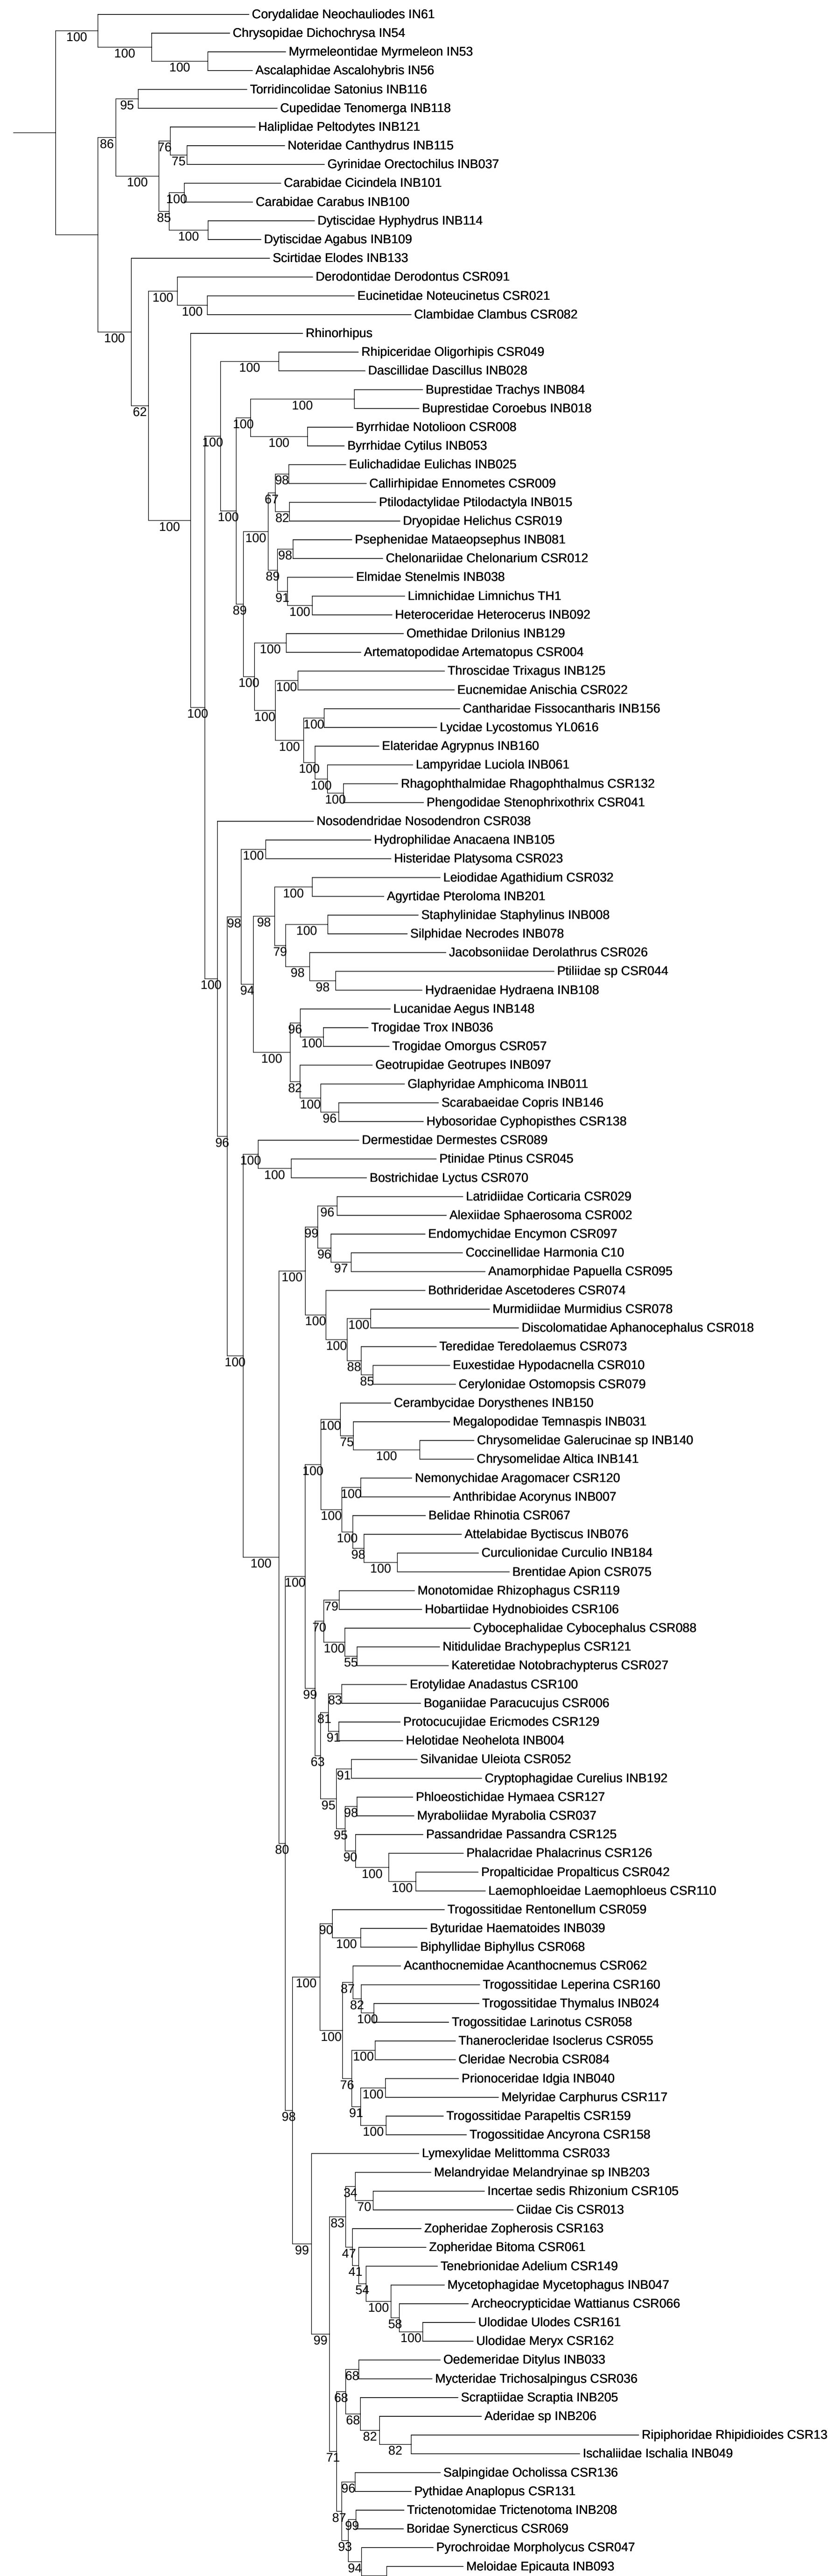 Corydalidae Neochauliodes IN61
Chrysopidae Dichochrysa IN54
100
100
Myrmeleontidae Myrmeleon IN53
100
Ascalaphidae Ascalohybris IN56
Torridincolidae Satonius INB116
95
Cupedidae Tenomerga INB118
Haliplidae Peltodytes INB121
86
76
Noteridae Canthydrus INB115
75
Gyrinidae Orectochilus INB037
100
Carabidae Cicindela INB101
100
Carabidae Carabus INB100
85
Dytiscidae Hyphydrus INB114
100
Dytiscidae Agabus INB109
Scirtidae Elodes INB133
Derodontidae Derodontus CSR091
100
Eucinetidae Noteucinetus CSR021
100
Clambidae Clambus CSR082
Rhinorhipus
100
Rhipiceridae Oligorhipis CSR049
100
Dascillidae Dascillus INB028
Buprestidae Trachys INB084
100
Buprestidae Coroebus INB018
62
100
Byrrhidae Notolioon CSR008
100
100
Byrrhidae Cytilus INB053
Eulichadidae Eulichas INB025
98
Callirhipidae Ennometes CSR009
67
Ptilodactylidae Ptilodactyla INB015
100
82
Dryopidae Helichus CSR019
100
100
Psephenidae Mataeopsephus INB081
98
Chelonariidae Chelonarium CSR012
89
Elmidae Stenelmis INB038
91
Limnichidae Limnichus TH1
89
100
Heteroceridae Heterocerus INB092
Omethidae Drilonius INB129
100
Artematopodidae Artematopus CSR004
Throscidae Trixagus INB125
100
100
Eucnemidae Anischia CSR022
Cantharidae Fissocantharis INB156
100
100
100
Lycidae Lycostomus YL0616
100
Elateridae Agrypnus INB160
100
Lampyridae Luciola INB061
100
Rhagophthalmidae Rhagophthalmus CSR132
100
Phengodidae Stenophrixothrix CSR041
Nosodendridae Nosodendron CSR038
Hydrophilidae Anacaena INB105
100
Histeridae Platysoma CSR023
Leiodidae Agathidium CSR032
100
Agyrtidae Pteroloma INB201
98
98
Staphylinidae Staphylinus INB008
100
Silphidae Necrodes INB078
79
Jacobsoniidae Derolathrus CSR026
98
Ptiliidae sp CSR044
100
94
98
Hydraenidae Hydraena INB108
Lucanidae Aegus INB148
96
Trogidae Trox INB036
100
Trogidae Omorgus CSR057
100
Geotrupidae Geotrupes INB097
82
Glaphyridae Amphicoma INB011
100
Scarabaeidae Copris INB146
96
Hybosoridae Cyphopisthes CSR138
96
Dermestidae Dermestes CSR089
100
Ptinidae Ptinus CSR045
100
Bostrichidae Lyctus CSR070
Latridiidae Corticaria CSR029
96
Alexiidae Sphaerosoma CSR002
99
Endomychidae Encymon CSR097
96
Coccinellidae Harmonia C10
97
Anamorphidae Papuella CSR095
100
Bothrideridae Ascetoderes CSR074
Murmidiidae Murmidius CSR078
100
100
Discolomatidae Aphanocephalus CSR018
100
Teredidae Teredolaemus CSR073
100
88
Euxestidae Hypodacnella CSR010
85
Cerylonidae Ostomopsis CSR079
Cerambycidae Dorysthenes INB150
100
Megalopodidae Temnaspis INB031
75
Chrysomelidae Galerucinae sp INB140
100
Chrysomelidae Altica INB141
100
Nemonychidae Aragomacer CSR120
100
Anthribidae Acorynus INB007
100
Belidae Rhinotia CSR067
100
Attelabidae Byctiscus INB076
98
Curculionidae Curculio INB184
100
100
Brentidae Apion CSR075
100
Monotomidae Rhizophagus CSR119
79
Hobartiidae Hydnobioides CSR106
70
Cybocephalidae Cybocephalus CSR088
100
Nitidulidae Brachypeplus CSR121
55
Kateretidae Notobrachypterus CSR027
Erotylidae Anadastus CSR100
99
83
Boganiidae Paracucujus CSR006
81
Protocucujidae Ericmodes CSR129
91
Helotidae Neohelota INB004
63
Silvanidae Uleiota CSR052
91
Cryptophagidae Curelius INB192
95
Phloeostichidae Hymaea CSR127
98
Myraboliidae Myrabolia CSR037
95
Passandridae Passandra CSR125
80
90
Phalacridae Phalacrinus CSR126
100
Propalticidae Propalticus CSR042
100
Laemophloeidae Laemophloeus CSR110
Trogossitidae Rentonellum CSR059
90
Byturidae Haematoides INB039
100
Biphyllidae Biphyllus CSR068
100
Acanthocnemidae Acanthocnemus CSR062
87
Trogossitidae Leperina CSR160
82
Trogossitidae Thymalus INB024
100
Trogossitidae Larinotus CSR058
100
Thanerocleridae Isoclerus CSR055
100
Cleridae Necrobia CSR084
76
Prionoceridae Idgia INB040
100
Melyridae Carphurus CSR117
98
91
Trogossitidae Parapeltis CSR159
100
Trogossitidae Ancyrona CSR158
Lymexylidae Melittomma CSR033
Melandryidae Melandryinae sp INB203
34
Incertae sedis Rhizonium CSR105
70
Ciidae Cis CSR013
83
Zopheridae Zopherosis CSR163
99
47
Zopheridae Bitoma CSR061
41
Tenebrionidae Adelium CSR149
54
Mycetophagidae Mycetophagus INB047
100
Archeocrypticidae Wattianus CSR066
58
Ulodidae Ulodes CSR161
99
100
Ulodidae Meryx CSR162
Oedemeridae Ditylus INB033
68
Mycteridae Trichosalpingus CSR036
68
Scraptiidae Scraptia INB205
68
Aderidae sp INB206
82
Ripiphoridae Rhipidioides CSR13
71
82
Ischaliidae Ischalia INB049
Salpingidae Ocholissa CSR136
96
Pythidae Anaplopus CSR131
87
Trictenotomidae Trictenotoma INB208
99
Boridae Synercticus CSR069
93
Pyrochroidae Morpholycus CSR047
94
Meloidae Epicauta INB093